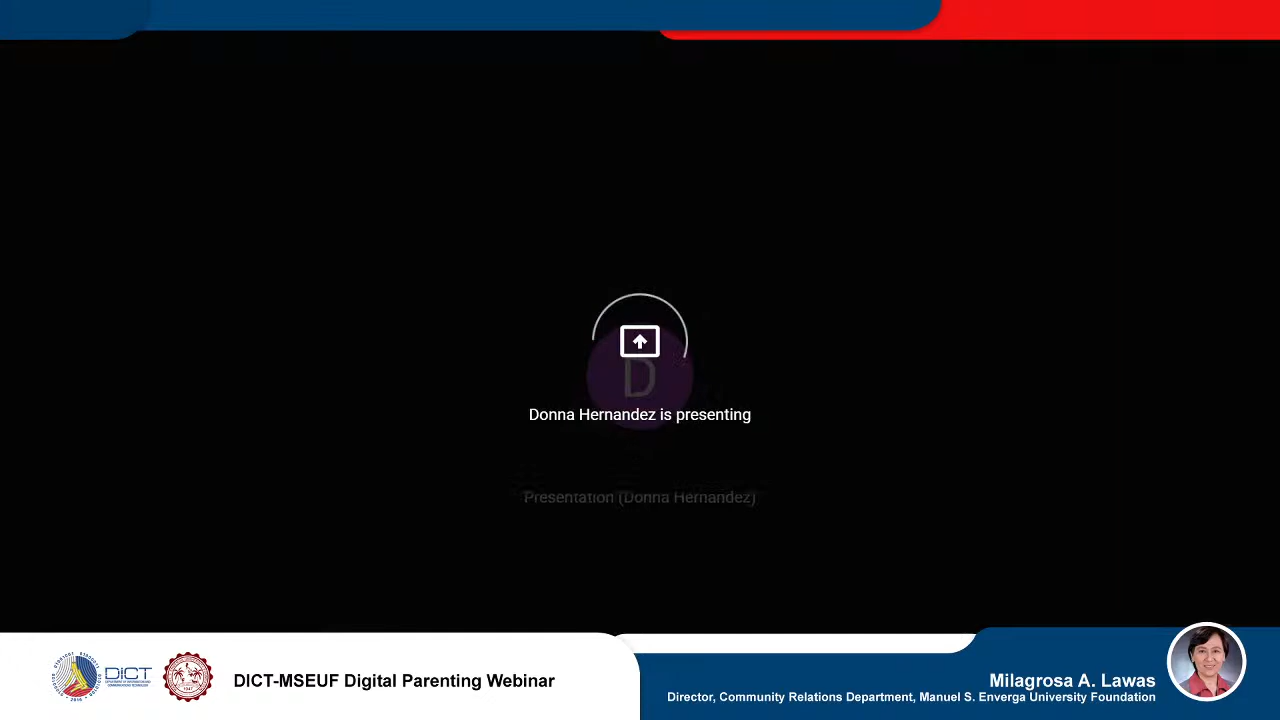 D
Donna Hernandez is presenting
Presentation (Donna Hernandez)
DICT
1947
DICT-MSEUF Digital Parenting Webinar
Milagrosa A. Lawas
Director, Community Relations Department, Manuel S. Enverga University Foundation